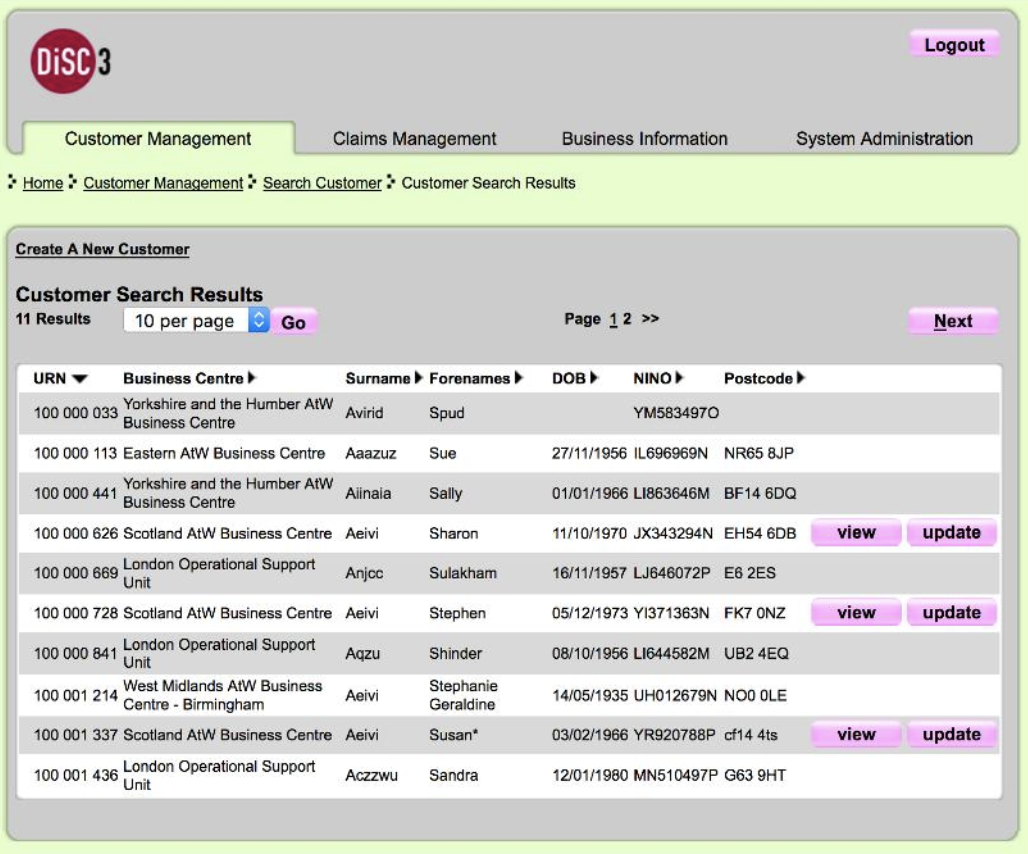 DiSC 3
Logout
Customer Management Claims Management Business Information System Administration
Home Customer Management Search Customer Customer Search Results
Create A New Customer
Customer Search Results
11 Results 10 per page Go Page 1 2 >> Next
URN Business Centre Surname Forenames DOB NINO Postcode
100 000 033 Yorkshire and the Humber AtW Business Centre Avirid Spud YM583497O
100 000 113 Eastern AtW Business Centre Aaazuz Sue 27/11/1956 IL696969N NR65 8JP
100 000 441 Yorkshire and the Humber AtW Business Centre Aiinaia Sally 01/01/1966 LI863646M BF14 6DQ
100 000 626 Scotland AtW Business Centre Aeivi Sharon 11/10/1970 JX343294N EH54 6DB view update
100 000 669 London Operational Support Unit Anjcc Sulakham 16/11/1957 LJ646072P E6 2ES
100 000 728 Scotland AtW Business Centre Aeivi Stephen 05/12/1973 YI371363N FK7 0NZ view update
100 000 841 London Operational Support Unit Aqzu Shinder 08/10/1956 LI644582M UB2 4EQ
100 001 214 West Midlands AtW Business Centre - Birmingham Aeivi Stephanie Geraldine 14/05/1935 UH012679N NO0 0LE
100 001 337 Scotland AtW Business Centre Aeivi Susan* 03/02/1966 YR920788P cf14 4ts view update
100 001 436 London Operational Support Unit Aczzwu Sandra 12/01/1980 MN510497P G63 9HT